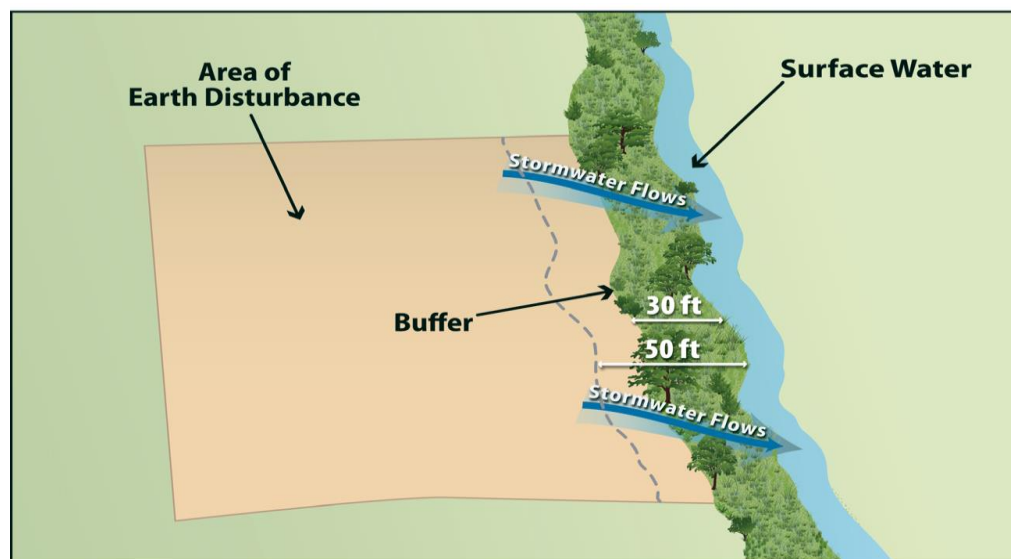 Area of
Earth Disturbance
Surface Water
Stormwater Flows
Buffer
30 ft
50 ft
Stormwater Flows